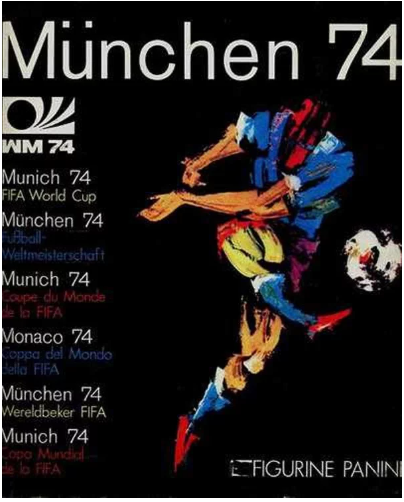 München 74
WM 74
Munich 74
FIFA World Cup
München 74
Fußball-
Weltmeisterschaft
Munich 74
Coupe du Monde
de la FIFA
Monaco 74
Coppa del Mondo
della FIFA
München 74
Wereldbeker FIFA
Munich 74
Copa Mundial
de la FIFA
FIGURINE PANINI